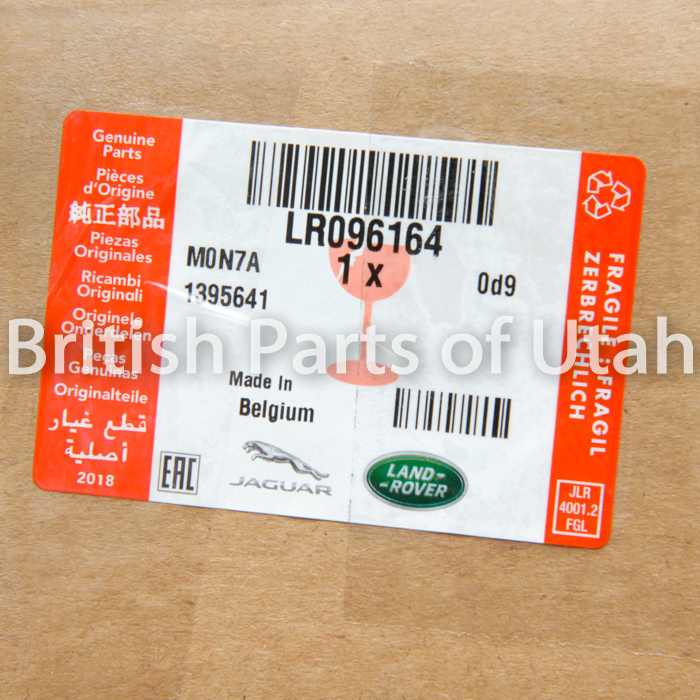 Genuine
Parts
Pièces
d'Origine
純正部品
Piezas
Originales
Ricambi
Originali
Originele
Onderdelen
Peças
Genuínas
Originalteile
قطع غيار
أصلية
2018
LR096164
M0N7A
1 x
0d9
1395641
Made In
Belgium
EAC
JAGUAR
LAND-
-ROVER
FRAGILE : FRAGIL
ZERBRECHLICH
JLR
4001.2
FGL
British Parts of Utah